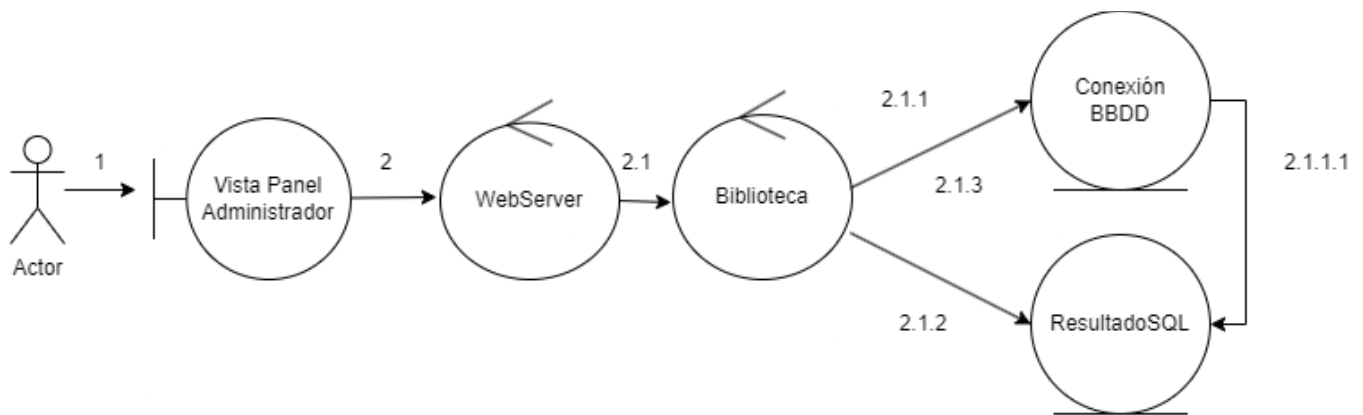 1
Actor
Vista Panel
Administrador
2
WebServer
2.1
Biblioteca
2.1.1
2.1.3
2.1.2
Conexión
BBDD
2.1.1.1
ResultadoSQL